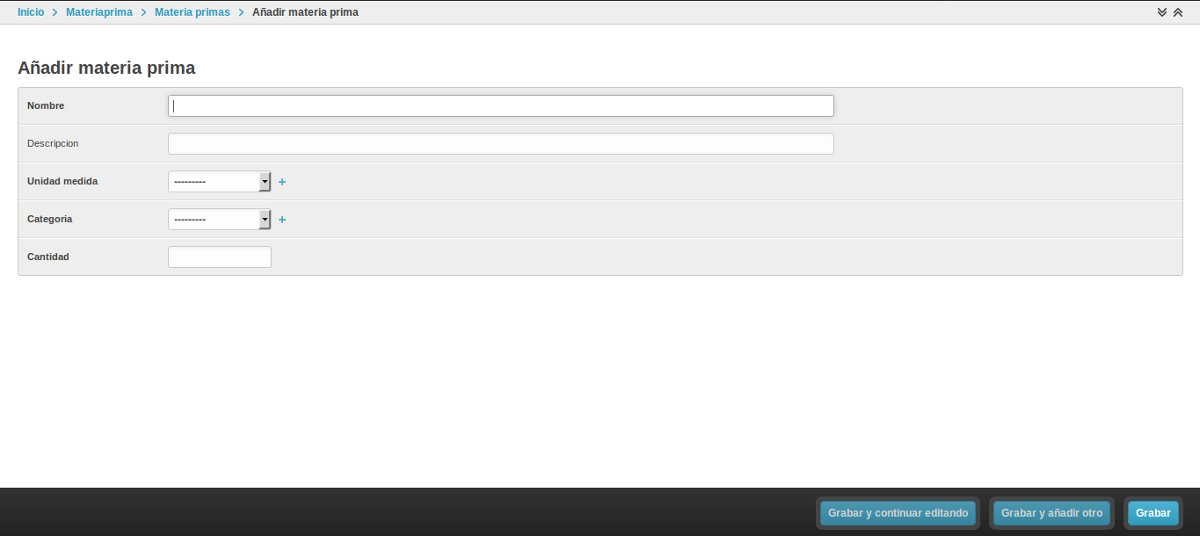 Inicio > Materiaprima > Materia primas > Añadir materia prima
Añadir materia prima
Nombre
Descripcion
Unidad medida --------- +
Categoria --------- +
Cantidad
Grabar y continuar editando Grabar y añadir otro Grabar